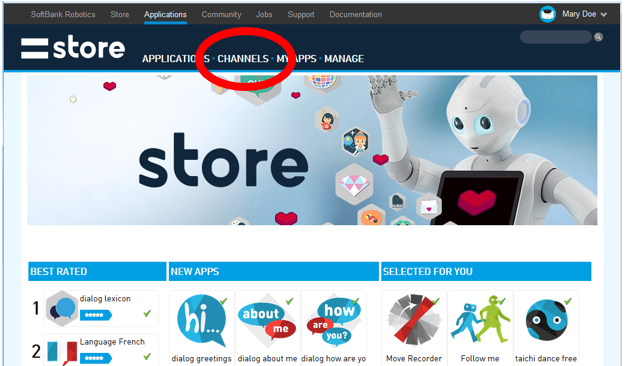 SoftBank Robotics Store Applications Community Jobs Support Documentation Mary Doe
store
APPLICATIONS · CHANNELS · MY APPS · MANAGE
store
BEST RATED
NEW APPS
SELECTED FOR YOU
1 dialog lexicon
2 Language French
hi...
dialog greetings
about me
dialog about me
how are you?
dialog how are yo
Move Recorder
Follow me
taichi dance free